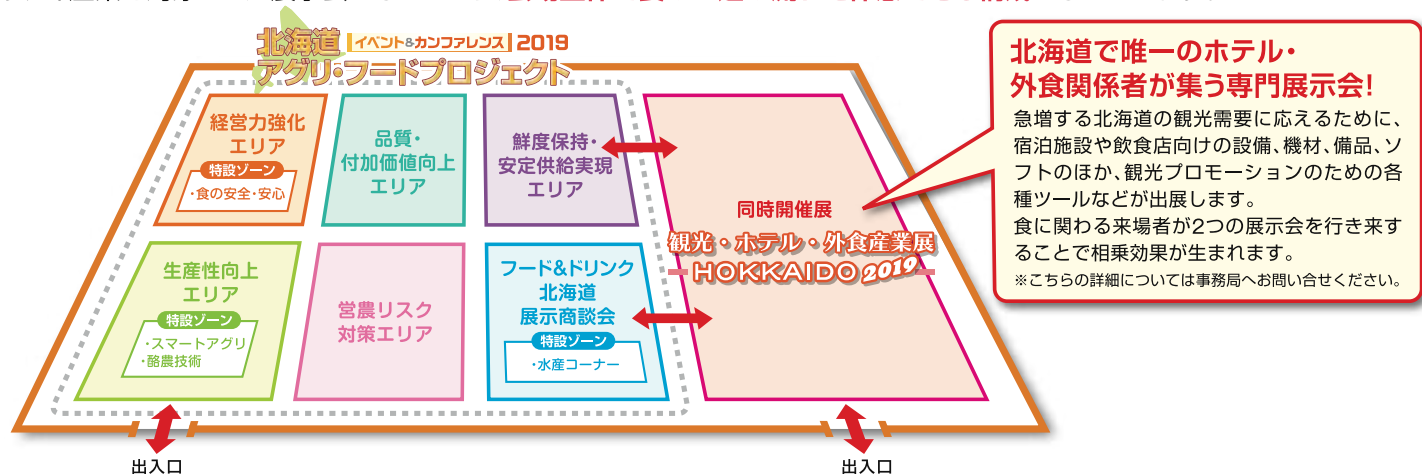 北海道
イベント&カンファレンス
2019
アグリ・フードプロジェクト
経営力強化
エリア
特設ゾーン
・食の安全・安心
品質・
付加価値向上
エリア
鮮度保持・
安定供給実現
エリア
生産性向上
エリア
特設ゾーン
・スマートアグリ
・酪農技術
営農リスク
対策エリア
フード&ドリンク
北海道
展示商談会
特設ゾーン
・水産コーナー
同時開催展
観光・ホテル・外食産業展
HOKKAIDO 2019
北海道で唯一のホテル・
外食関係者が集う専門展示会!
急増する北海道の観光需要に応えるために、
宿泊施設や飲食店向けの設備、機材、備品、ソ
フトのほか、観光プロモーションのための各
種ツールなどが出展します。
食に関わる来場者が2つの展示会を行き来す
ることで相乗効果が生まれます。
※こちらの詳細については事務局へお問い合せください。
出入口
出入口